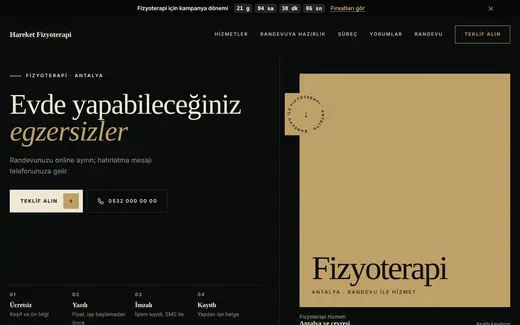 Fizyoterapi için kampanya dönemi 21 g 04 sa 38 dk 06 sn Fırsatları gör ×
Hareket Fizyoterapi
HİZMETLER RANDEVUYA HAZIRLIK SÜREÇ YORUMLAR RANDEVU TEKLİF ALIN
FİZYOTERAPİ · ANTALYA
Evde yapabileceğiniz
egzersizler
Randevunuzu online ayırın; hatırlatma mesajı
telefonunuza gelir.
TEKLİF ALIN
0532 000 00 00
01
Ücretsiz
Keşif ve ön bilgi
02
Yazılı
Fiyat, işe başlamadan
önce
03
İmzalı
İşlem kaydı, SMS ile
04
Kayıtlı
Yapılan işe belge
Fizyoterapi
ANTALYA · RANDEVU İLE HİZMET
Fizyoterapi hizmeti
Antalya ve çevresi